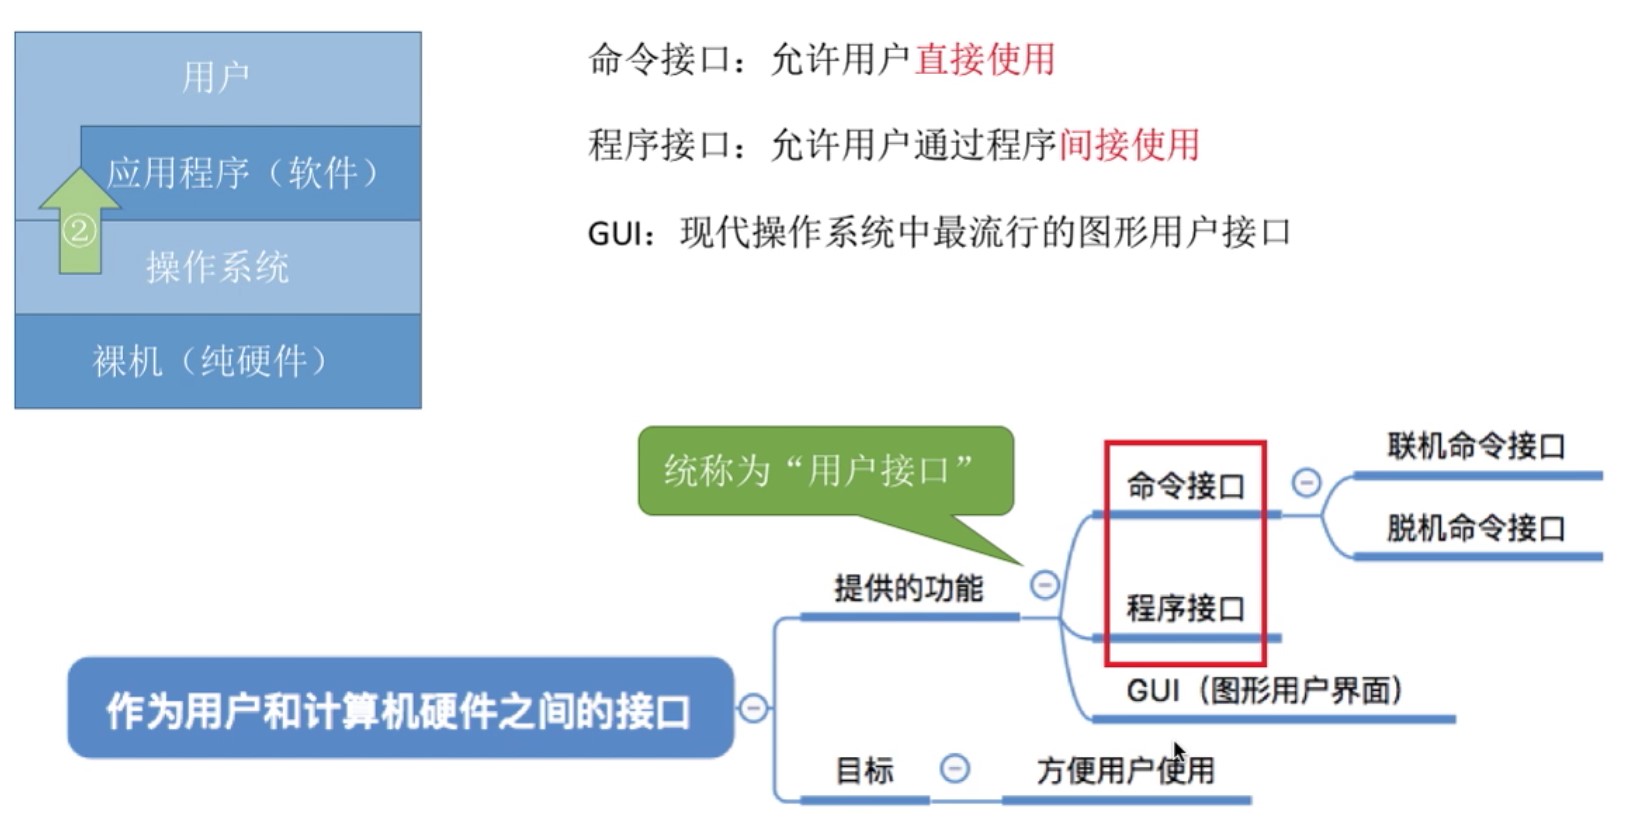 用户
应用程序（软件）
②
操作系统
裸机（纯硬件）
命令接口：允许用户直接使用
程序接口：允许用户通过程序间接使用
GUI：现代操作系统中最流行的图形用户接口
统称为“用户接口”
联机命令接口
命令接口
脱机命令接口
提供的功能
程序接口
GUI（图形用户界面）
作为用户和计算机硬件之间的接口
目标
方便用户使用